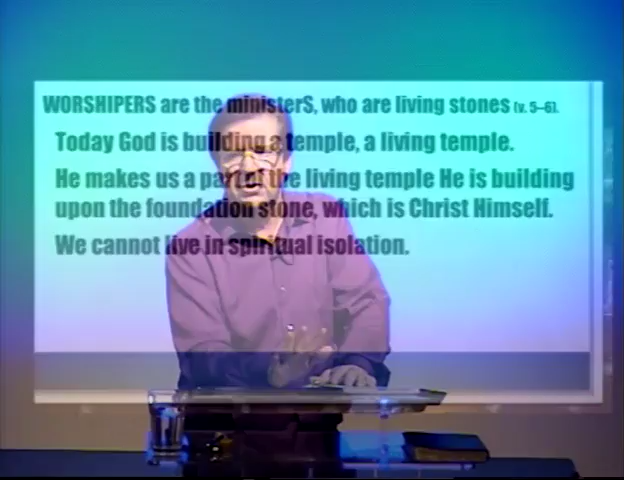 WORSHIPERS are the ministerS, who are living stones (v. 5–6).
Today God is building a temple, a living temple.
He makes us a part of the living temple He is building
upon the foundation stone, which is Christ Himself.
We cannot live in spiritual isolation.